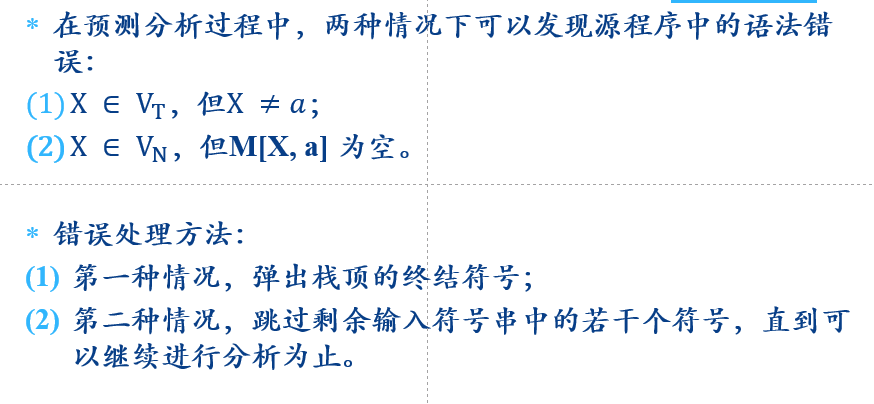 * 在预测分析过程中，两种情况下可以发现源程序中的语法错
误：
(1) X ∈ V_T，但X ≠ a；
(2) X ∈ V_N，但M[X, a] 为空。
* 错误处理方法：
(1) 第一种情况，弹出栈顶的终结符号；
(2) 第二种情况，跳过剩余输入符号串中的若干个符号，直到可
以继续进行分析为止。